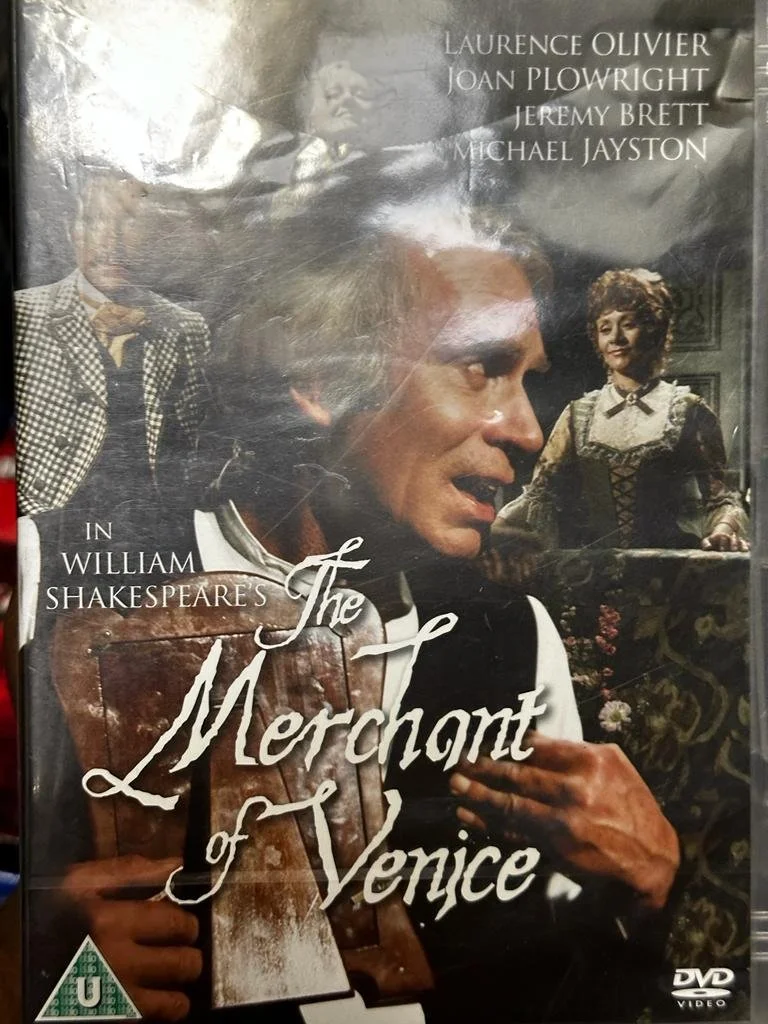 LAURENCE OLIVIER
JOAN PLOWRIGHT
JEREMY BRETT
MICHAEL JAYSTON
IN
WILLIAM
SHAKESPEARE'S
The
Merchant
of Venice
U
DVD
VIDEO